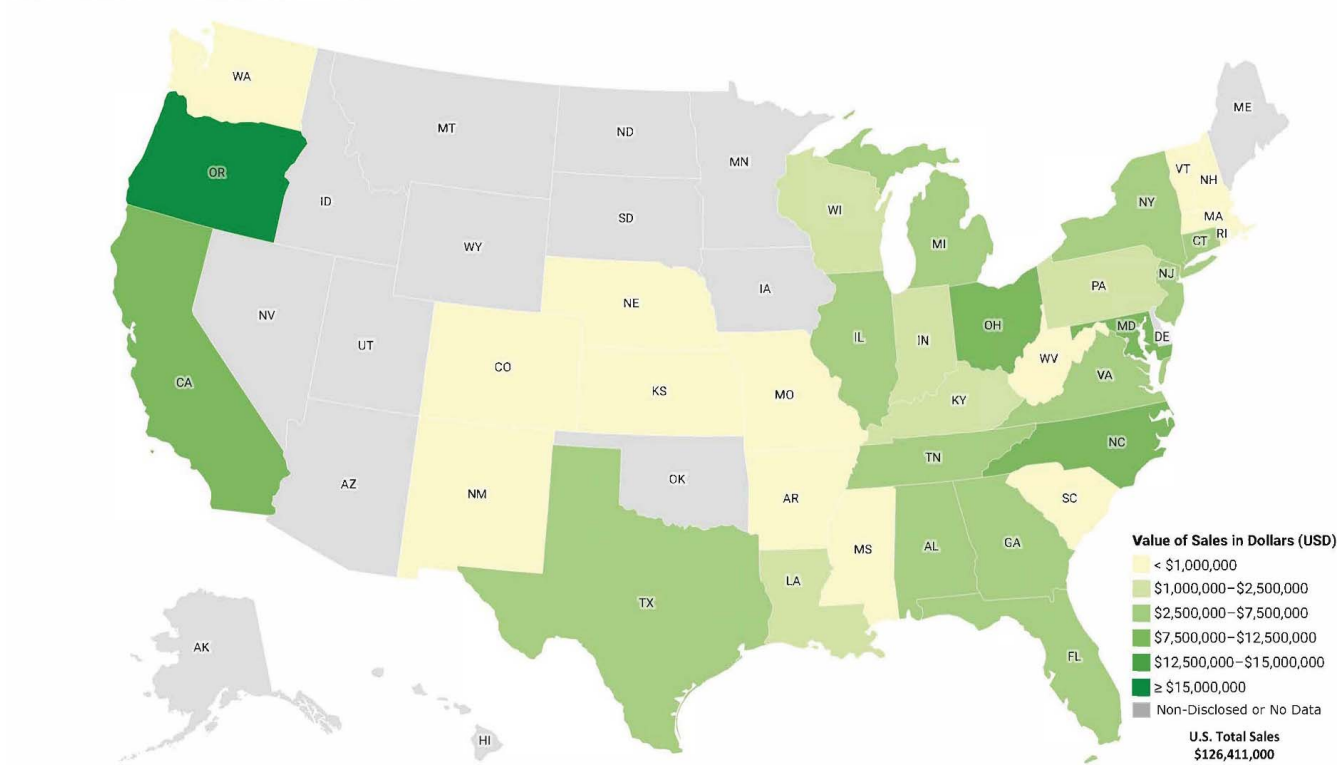 WA
MT
ND
MN
ME
OR
ID
SD
WI
MI
NY
VT
NH
MA
CT
RI
WY
IA
NE
PA
NJ
NV
UT
CO
IL
IN
OH
MD
DE
CA
KS
MO
KY
WV
VA
AZ
NM
OK
AR
TN
NC
SC
MS
AL
GA
LA
TX
FL
AK
HI
Value of Sales in Dollars (USD)
< $1,000,000
$1,000,000–$2,500,000
$2,500,000–$7,500,000
$7,500,000–$12,500,000
$12,500,000–$15,000,000
≥ $15,000,000
Non-Disclosed or No Data
U.S. Total Sales
$126,411,000